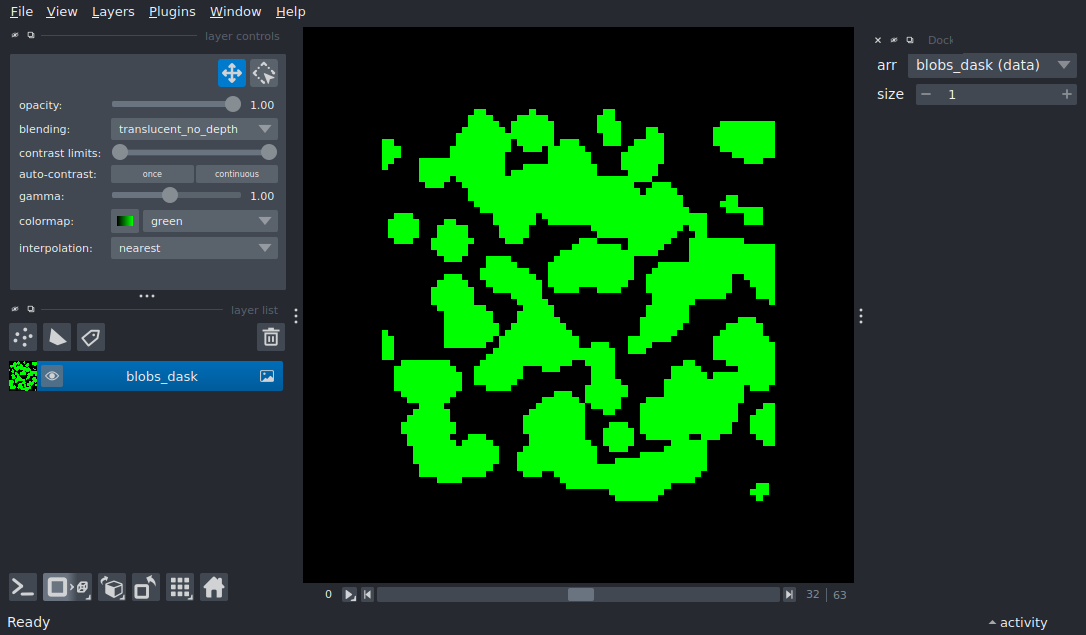 File View Layers Plugins Window Help
layer controls
opacity: 1.00
blending: translucent_no_depth
contrast limits:
auto-contrast: once continuous
gamma: 1.00
colormap: green
interpolation: nearest
layer list
blobs_dask
Dock
arr blobs_dask (data)
size 1
0 32 63
Ready
activity